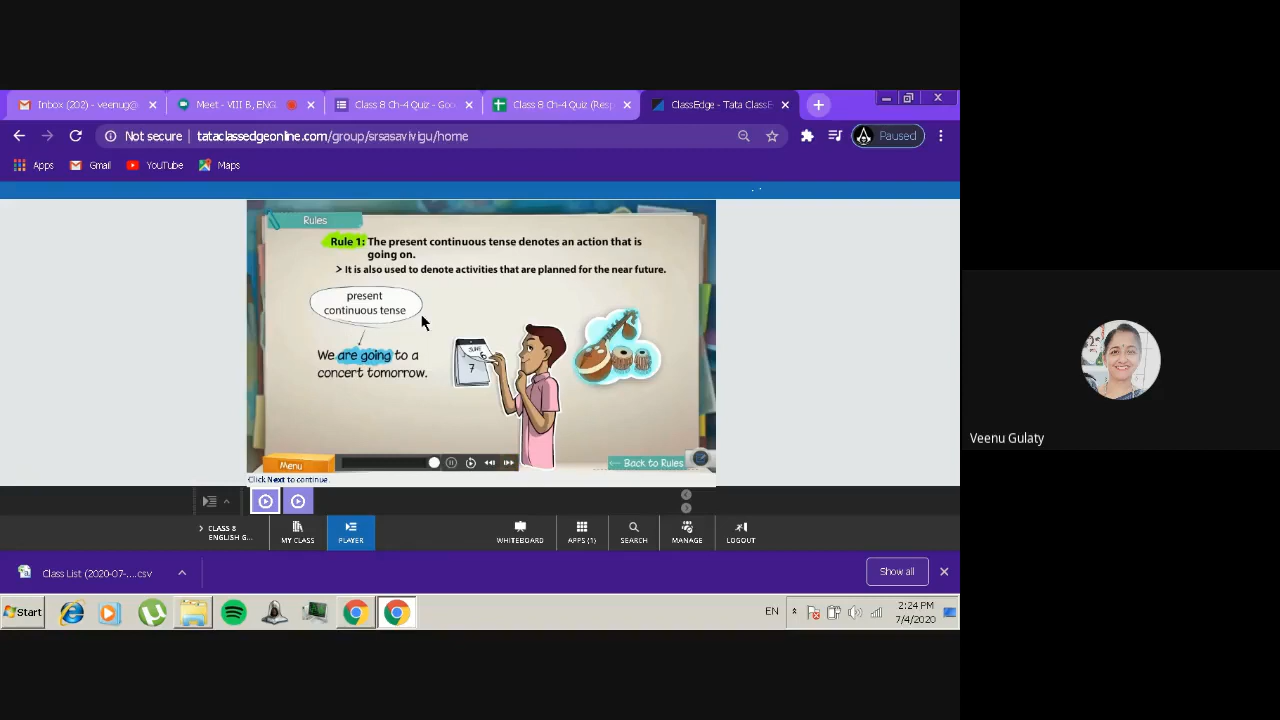 Inbox (202) - veenug@
Meet - VIII B, ENG
Class 8 Ch-4 Quiz - Goo
Class 8 Ch-4 Quiz (Resp
ClassEdge - Tata ClassE
Not secure | tataclassedgeonline.com/group/srsasavivigu/home
Paused
Apps Gmail YouTube Maps
Rules
Rule 1: The present continuous tense denotes an action that is
going on.
> It is also used to denote activities that are planned for the near future.
present
continuous tense
We are going to a
concert tomorrow.
JUNE
6
7
Menu
Back to Rules
Click Next to continue.
Veenu Gulaty
CLASS 8
ENGLISH G...
MY CLASS
PLAYER
WHITEBOARD
APPS (1)
SEARCH
MANAGE
LOGOUT
Class List (2020-07-....csv
Show all
Start
EN
2:24 PM
7/4/2020